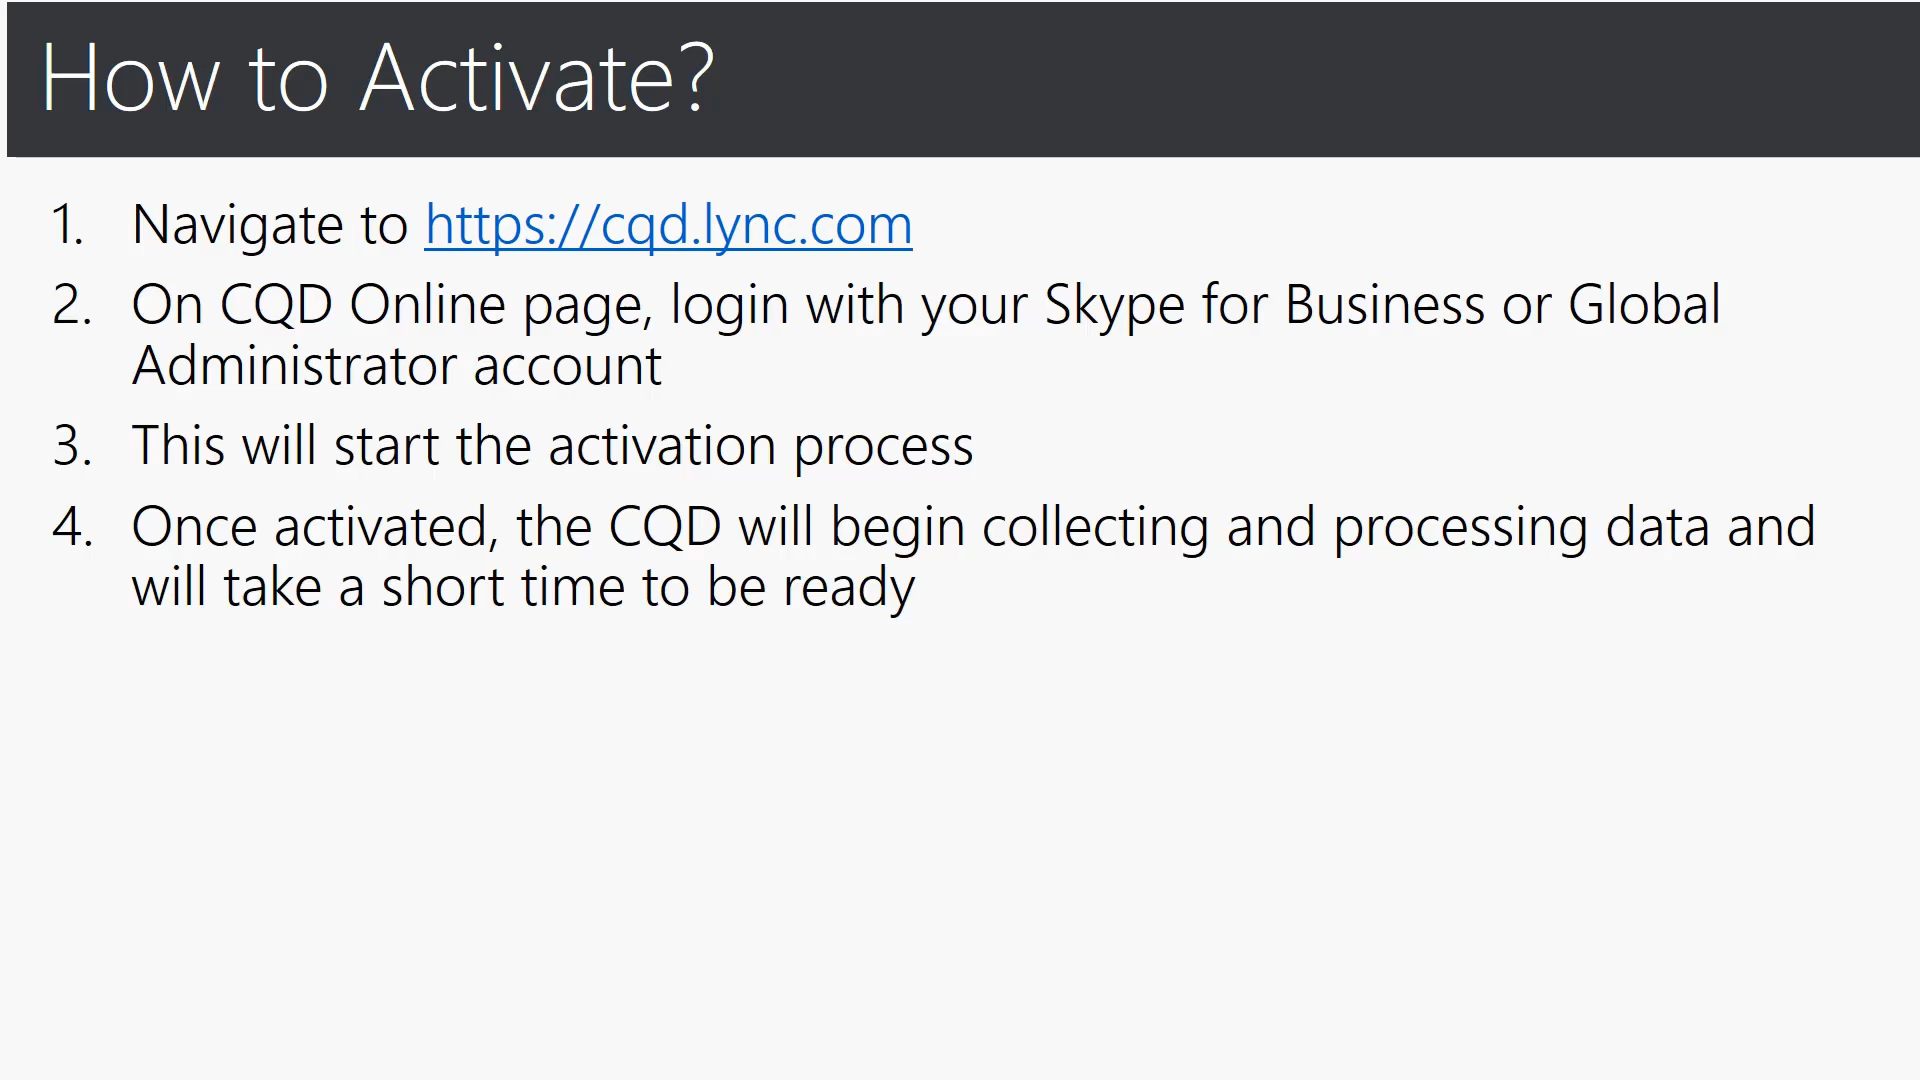 How to Activate?
1. Navigate to https://cqd.lync.com
2. On CQD Online page, login with your Skype for Business or Global
Administrator account
3. This will start the activation process
4. Once activated, the CQD will begin collecting and processing data and
will take a short time to be ready